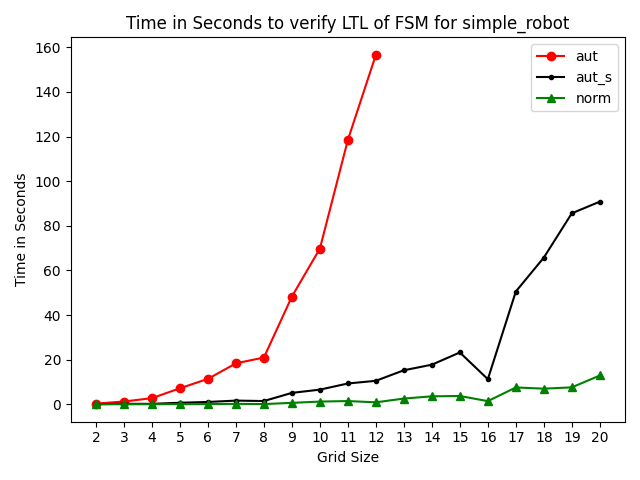 Time in Seconds to verify LTL of FSM for simple_robot
aut
aut_s
norm
Time in Seconds
160
140
120
100
80
60
40
20
0
2 3 4 5 6 7 8 9 10 11 12 13 14 15 16 17 18 19 20
Grid Size